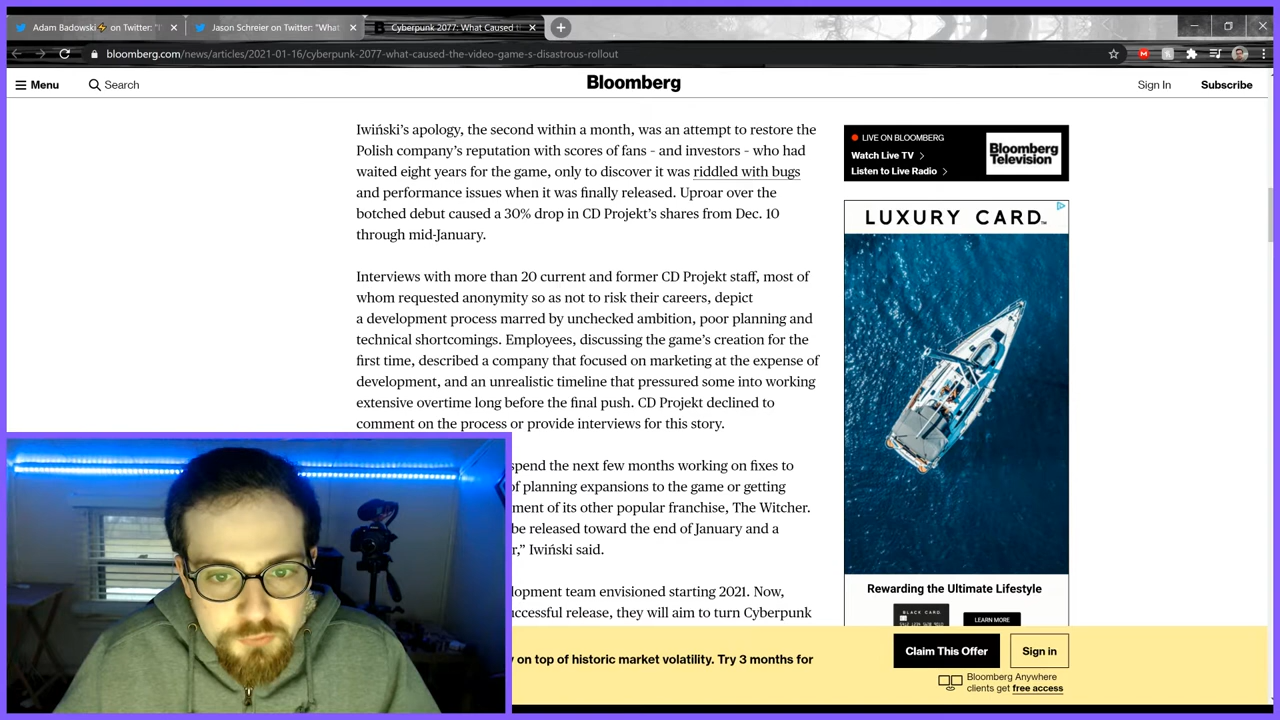 Adam Badowski⚡ on Twitter: "
Jason Schreier on Twitter: "What
Cyberpunk 2077: What Caused t
bloomberg.com/news/articles/2021-01-16/cyberpunk-2077-what-caused-the-video-game-s-disastrous-rollout
Menu
Search
Bloomberg
Sign In
Subscribe
Iwiński's apology, the second within a month, was an attempt to restore the
Polish company's reputation with scores of fans - and investors - who had
waited eight years for the game, only to discover it was riddled with bugs
and performance issues when it was finally released. Uproar over the
botched debut caused a 30% drop in CD Projekt's shares from Dec. 10
through mid-January.
Interviews with more than 20 current and former CD Projekt staff, most of
whom requested anonymity so as not to risk their careers, depict
a development process marred by unchecked ambition, poor planning and
technical shortcomings. Employees, discussing the game's creation for the
first time, described a company that focused on marketing at the expense of
development, and an unrealistic timeline that pressured some into working
extensive overtime long before the final push. CD Projekt declined to
comment on the process or provide interviews for this story.
spend the next few months working on fixes to
of planning expansions to the game or getting
ment of its other popular franchise, The Witcher.
be released toward the end of January and a
r," Iwiński said.
lopment team envisioned starting 2021. Now,
uccessful release, they will aim to turn Cyberpunk
LIVE ON BLOOMBERG
Watch Live TV
Listen to Live Radio
Bloomberg
Television
LUXURY CARD™
Rewarding the Ultimate Lifestyle
BLACK CARD
LEARN MORE
y on top of historic market volatility. Try 3 months for
Claim This Offer
Sign in
Bloomberg Anywhere
clients get free access